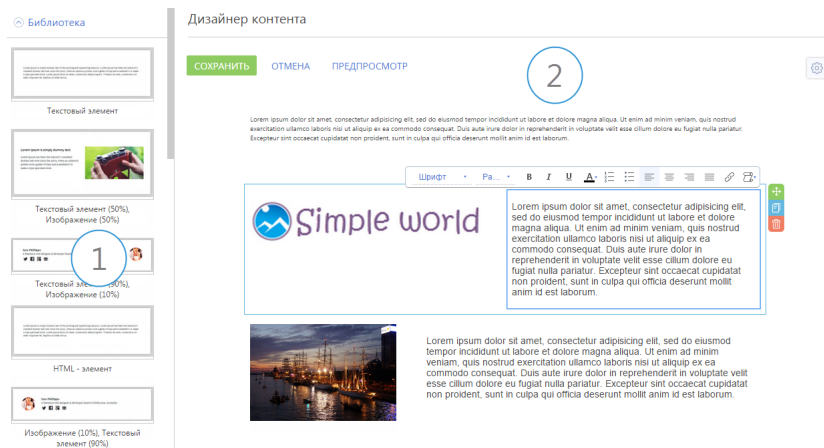 Библиотека
Дизайнер контента
СОХРАНИТЬ
ОТМЕНА
ПРЕДПРОСМОТР
2
Текстовый элемент
Lorem ipsum is simply dummy text
Текстовый элемент (50%),
Изображение (50%)
1
Изображение (10%)
HTML - элемент
Изображение (10%), Текстовый
элемент (90%)
Lorem ipsum dolor sit amet, consectetur adipisicing elit, sed do eiusmod tempor incididunt ut labore et dolore magna aliqua. Ut enim ad minim veniam, quis nostrud
exercitation ullamco laboris nisi ut aliquip ex ea commodo consequat. Duis aute irure dolor in reprehenderit in voluptate velit esse cillum dolore eu fugiat nulla pariatur.
Excepteur sint occaecat cupidatat non proident, sunt in culpa qui officia deserunt mollit anim id est laborum.
Шрифт
Ра...
B I U A
Simple world
Lorem ipsum dolor sit amet, consectetur adipisicing elit,
sed do eiusmod tempor incididunt ut labore et dolore
magna aliqua. Ut enim ad minim veniam, quis nostrud
exercitation ullamco laboris nisi ut aliquip ex ea
commodo consequat. Duis aute irure dolor in
reprehenderit in voluptate velit esse cillum dolore eu
fugiat nulla pariatur. Excepteur sint occaecat cupidatat
non proident, sunt in culpa qui officia deserunt mollit
anim id est laborum.
Lorem ipsum dolor sit amet, consectetur adipisicing elit, sed do eiusmod
tempor incididunt ut labore et dolore magna aliqua. Ut enim ad minim
veniam, quis nostrud exercitation ullamco laboris nisi ut aliquip ex ea
commodo consequat. Duis aute irure dolor in reprehenderit in voluptate velit
esse cillum dolore eu fugiat nulla pariatur. Excepteur sint occaecat cupidatat
non proident, sunt in culpa qui officia deserunt mollit anim id est laborum.